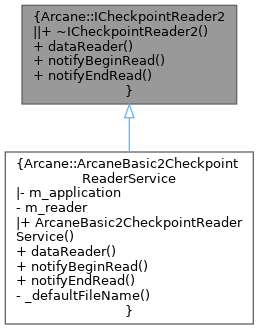 {Arcane::ICheckpointReader2
||+ ~ICheckpointReader2()
+ dataReader()
+ notifyBeginRead()
+ notifyEndRead()
}
{Arcane::ArcaneBasic2Checkpoint
ReaderService
|- m_application
- m_reader
|+ ArcaneBasic2CheckpointReader
Service()
+ dataReader()
+ notifyBeginRead()
+ notifyEndRead()
- _defaultFileName()
}